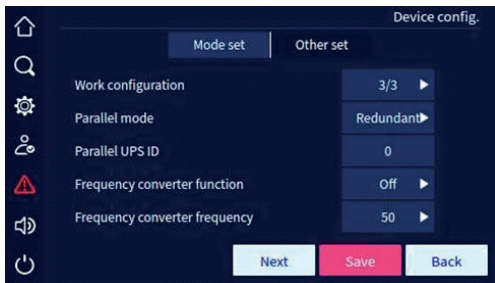 Device config.
Mode set Other set
Work configuration 3/3
Parallel mode Redundant
Parallel UPS ID 0
Frequency converter function Off
Frequency converter frequency 50
Next Save Back